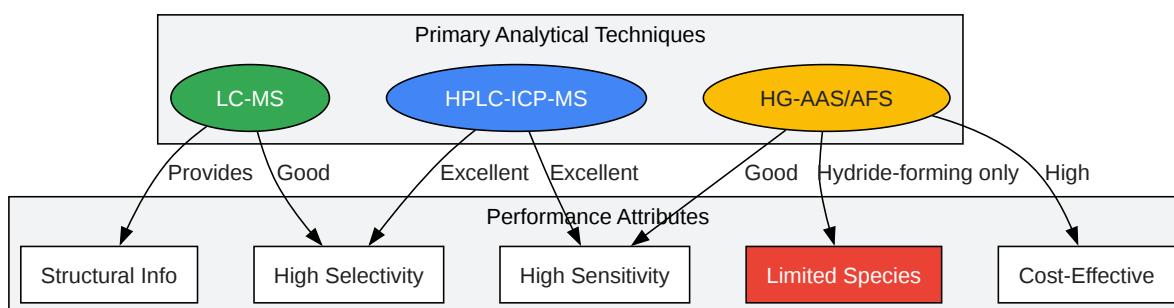 Primary Analytical Techniques
LC-MS
HPLC-ICP-MS
HG-AAS/AFS
Provides
Good
Excellent
Excellent
Good
Hydride-forming only
High
Performance Attributes
Structural Info
High Selectivity
High Sensitivity
Limited Species
Cost-Effective